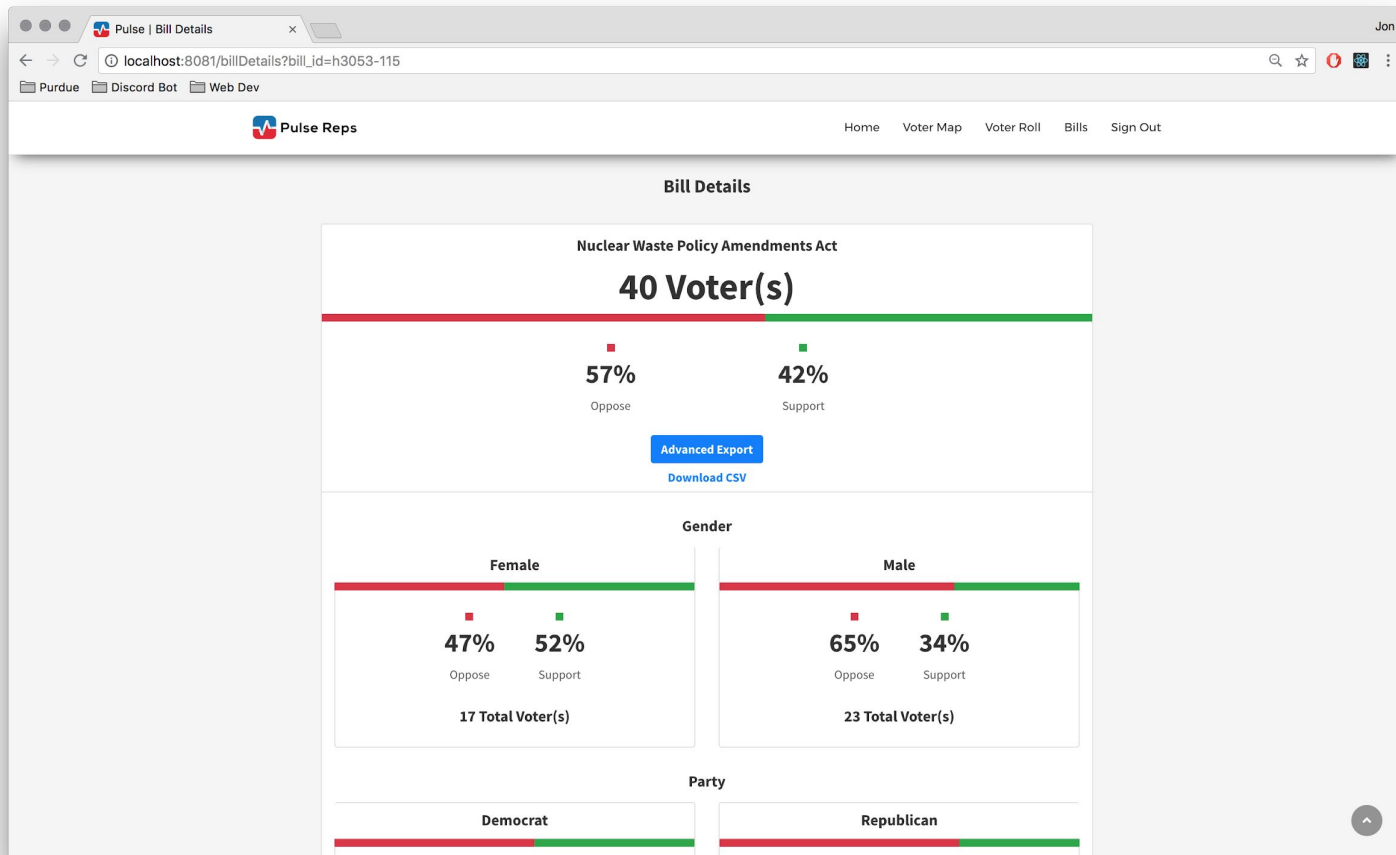 Pulse | Bill Details
Jon
localhost:8081/billDetails?bill_id=h3053-115
Purdue Discord Bot Web Dev
Pulse Reps Home Voter Map Voter Roll Bills Sign Out
Bill Details
Nuclear Waste Policy Amendments Act
40 Voter(s)
57% 42%
Oppose Support
Advanced Export
Download CSV
Gender
Female Male
47% 52% 65% 34%
Oppose Support Oppose Support
17 Total Voter(s) 23 Total Voter(s)
Party
Democrat Republican